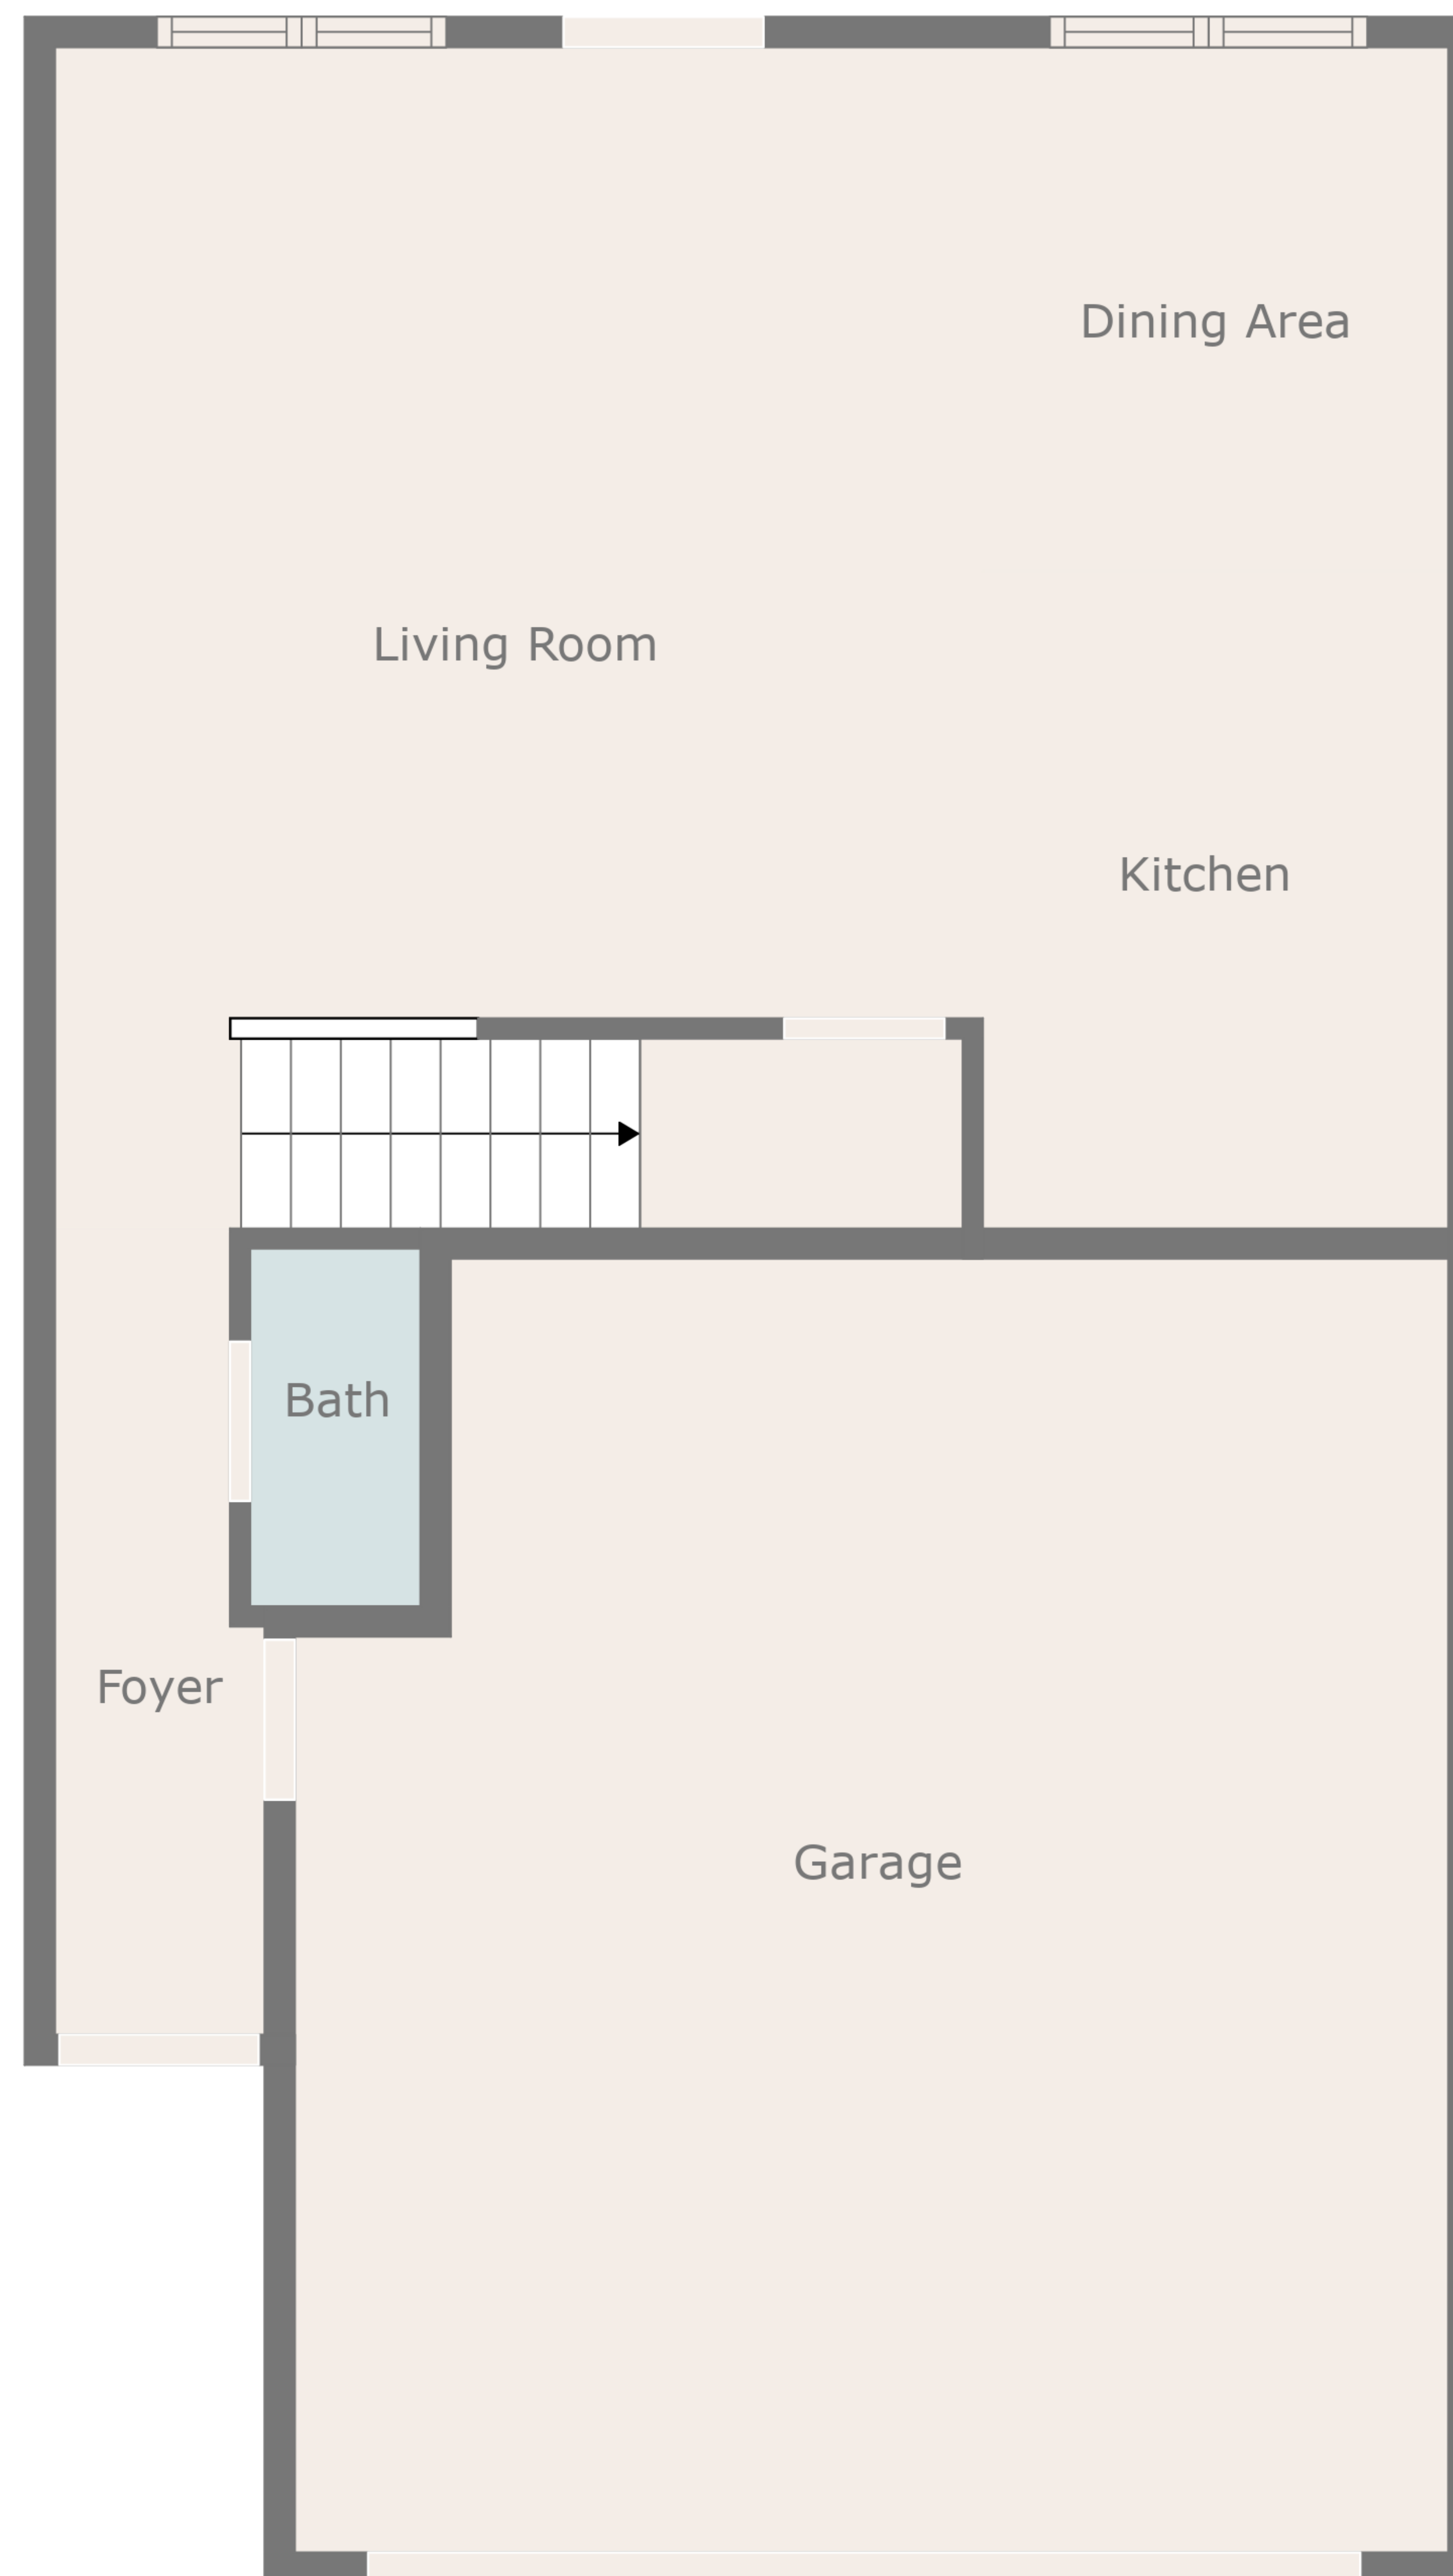 Dining Area
Living Room
Kitchen
Bath
Foyer
Garage